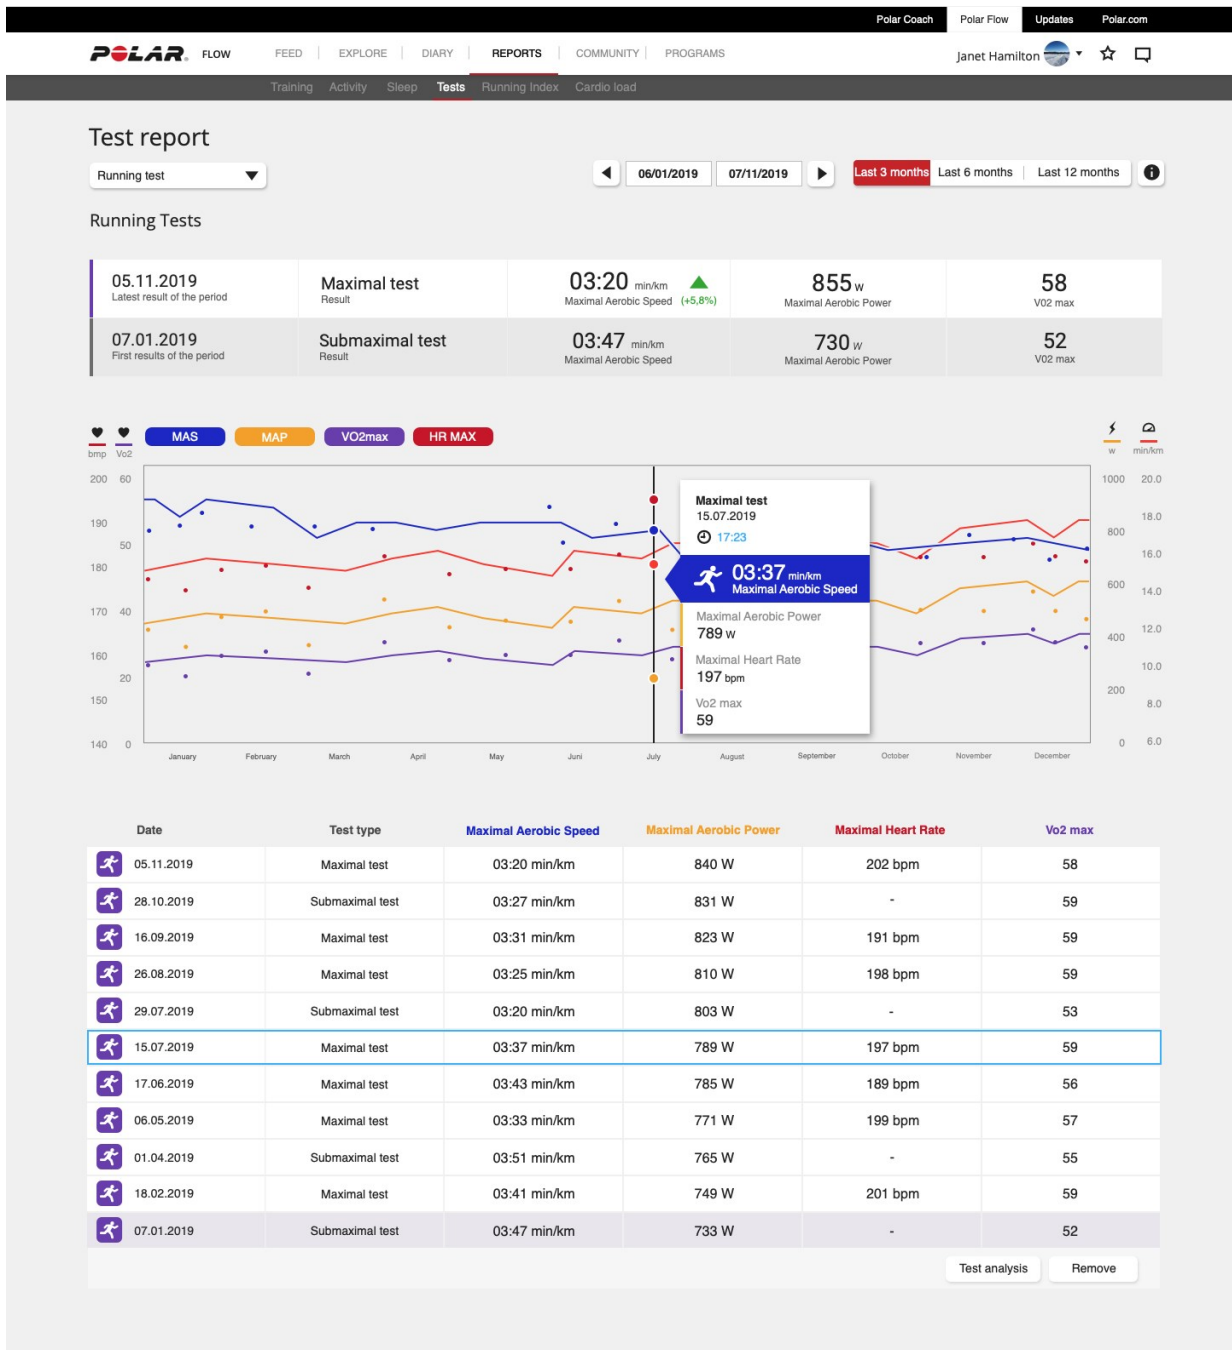 Polar Coach Polar Flow Updates Polar.com
POLAR. FLOW FEED EXPLORE DIARY REPORTS COMMUNITY PROGRAMS Janet Hamilton
Training Activity Sleep Tests Running Index Cardio load
Test report
Running test 06/01/2019 07/11/2019 Last 3 months Last 6 months Last 12 months
Running Tests
05.11.2019 Maximal test 03:20 min/km 855 w 58
Latest result of the period Result Maximal Aerobic Speed (+5,8%) Maximal Aerobic Power V02 max
07.01.2019 Submaximal test 03:47 min/km 730 w 52
First results of the period Result Maximal Aerobic Speed Maximal Aerobic Power V02 max
MAS MAP VO2max HR MAX
bmp Vo2 w min/km
200 60 1000 20.0
190 800 18.0
50 16.0
180 600 14.0
170 40 12.0
160 400 10.0
20 200
150 8.0
140 0 0 6.0
Maximal test
15.07.2019
17:23
03:37 min/km
Maximal Aerobic Speed
Maximal Aerobic Power
789 w
Maximal Heart Rate
197 bpm
Vo2 max
59
January February March April May Juni July August September October November December
Date Test type Maximal Aerobic Speed Maximal Aerobic Power Maximal Heart Rate Vo2 max
05.11.2019 Maximal test 03:20 min/km 840 W 202 bpm 58
28.10.2019 Submaximal test 03:27 min/km 831 W - 59
16.09.2019 Maximal test 03:31 min/km 823 W 191 bpm 59
26.08.2019 Maximal test 03:25 min/km 810 W 198 bpm 59
29.07.2019 Submaximal test 03:20 min/km 803 W - 53
15.07.2019 Maximal test 03:37 min/km 789 W 197 bpm 59
17.06.2019 Maximal test 03:43 min/km 785 W 189 bpm 56
06.05.2019 Maximal test 03:33 min/km 771 W 199 bpm 57
01.04.2019 Submaximal test 03:51 min/km 765 W - 55
18.02.2019 Maximal test 03:41 min/km 749 W 201 bpm 59
07.01.2019 Submaximal test 03:47 min/km 733 W - 52
Test analysis Remove